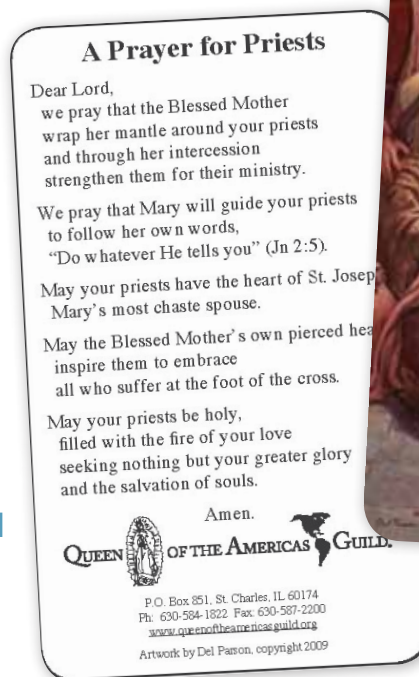 A Prayer for Priests
Dear Lord,
we pray that the Blessed Mother
wrap her mantle around your priests
and through her intercession
strengthen them for their ministry.
We pray that Mary will guide your priests
to follow her own words,
“Do whatever He tells you” (Jn 2:5).
May your priests have the heart of St. Josep
Mary’s most chaste spouse.
May the Blessed Mother’s own pierced hea
inspire them to embrace
all who suffer at the foot of the cross.
May your priests be holy,
filled with the fire of your love
seeking nothing but your greater glory
and the salvation of souls.
Amen.
QUEEN OF THE AMERICAS GUILD.
P.O. Box 851, St. Charles, IL 60174
Ph: 630-584-1822 Fax: 630-587-2200
www.queenoftheamericasguild.org
Artwork by Del Parson, copyright 2009